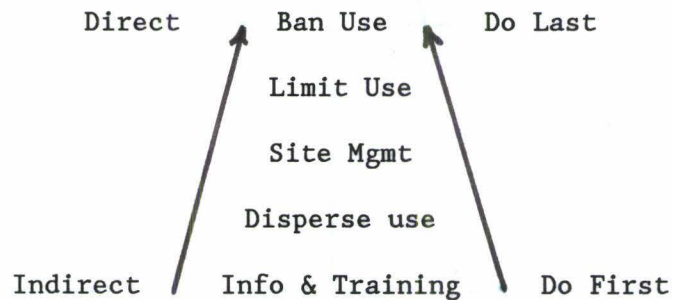 Direct Ban Use Do Last
Limit Use
Site Mgmt
Disperse use
Indirect Info & Training Do First